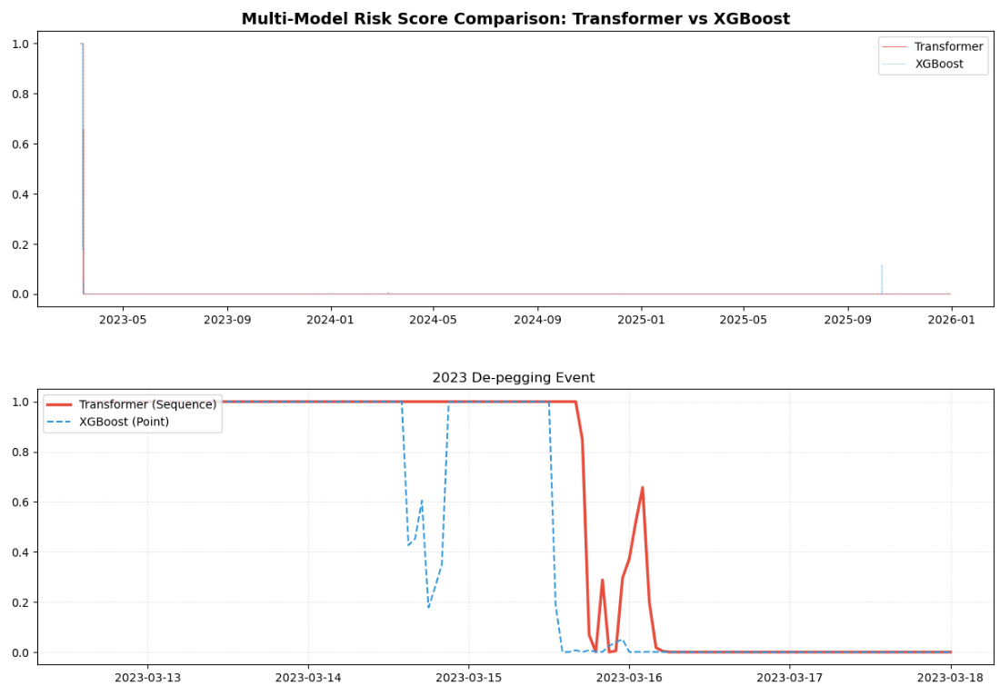 Multi-Model Risk Score Comparison: Transformer vs XGBoost
1.0
0.8
0.6
0.4
0.2
0.0
Transformer
XGBoost
2023-05 2023-09 2024-01 2024-05 2024-09 2025-01 2025-05 2025-09 2026-01
2023 De-pegging Event
1.0
0.8
0.6
0.4
0.2
0.0
Transformer (Sequence)
XGBoost (Point)
2023-03-13 2023-03-14 2023-03-15 2023-03-16 2023-03-17 2023-03-18